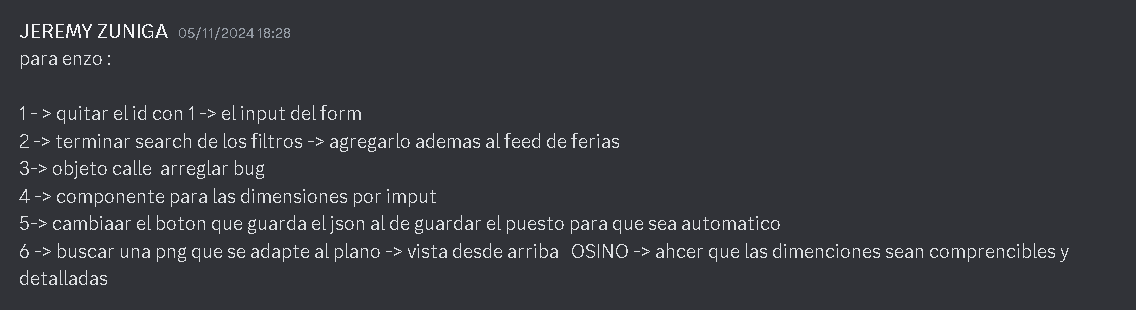 JEREMY ZUNIGA 05/11/2024 18:28
para enzo :
1 - > quitar el id con 1 -> el input del form
2 -> terminar search de los filtros -> agregarlo ademas al feed de ferias
3-> objeto calle  arreglar bug
4 -> componente para las dimensiones por imput
5-> cambiaar el boton que guarda el json al de guardar el puesto para que sea automatico
6 -> buscar una png que se adapte al plano -> vista desde arriba   OSINO -> ahcer que las dimenciones sean comprencibles y
detalladas